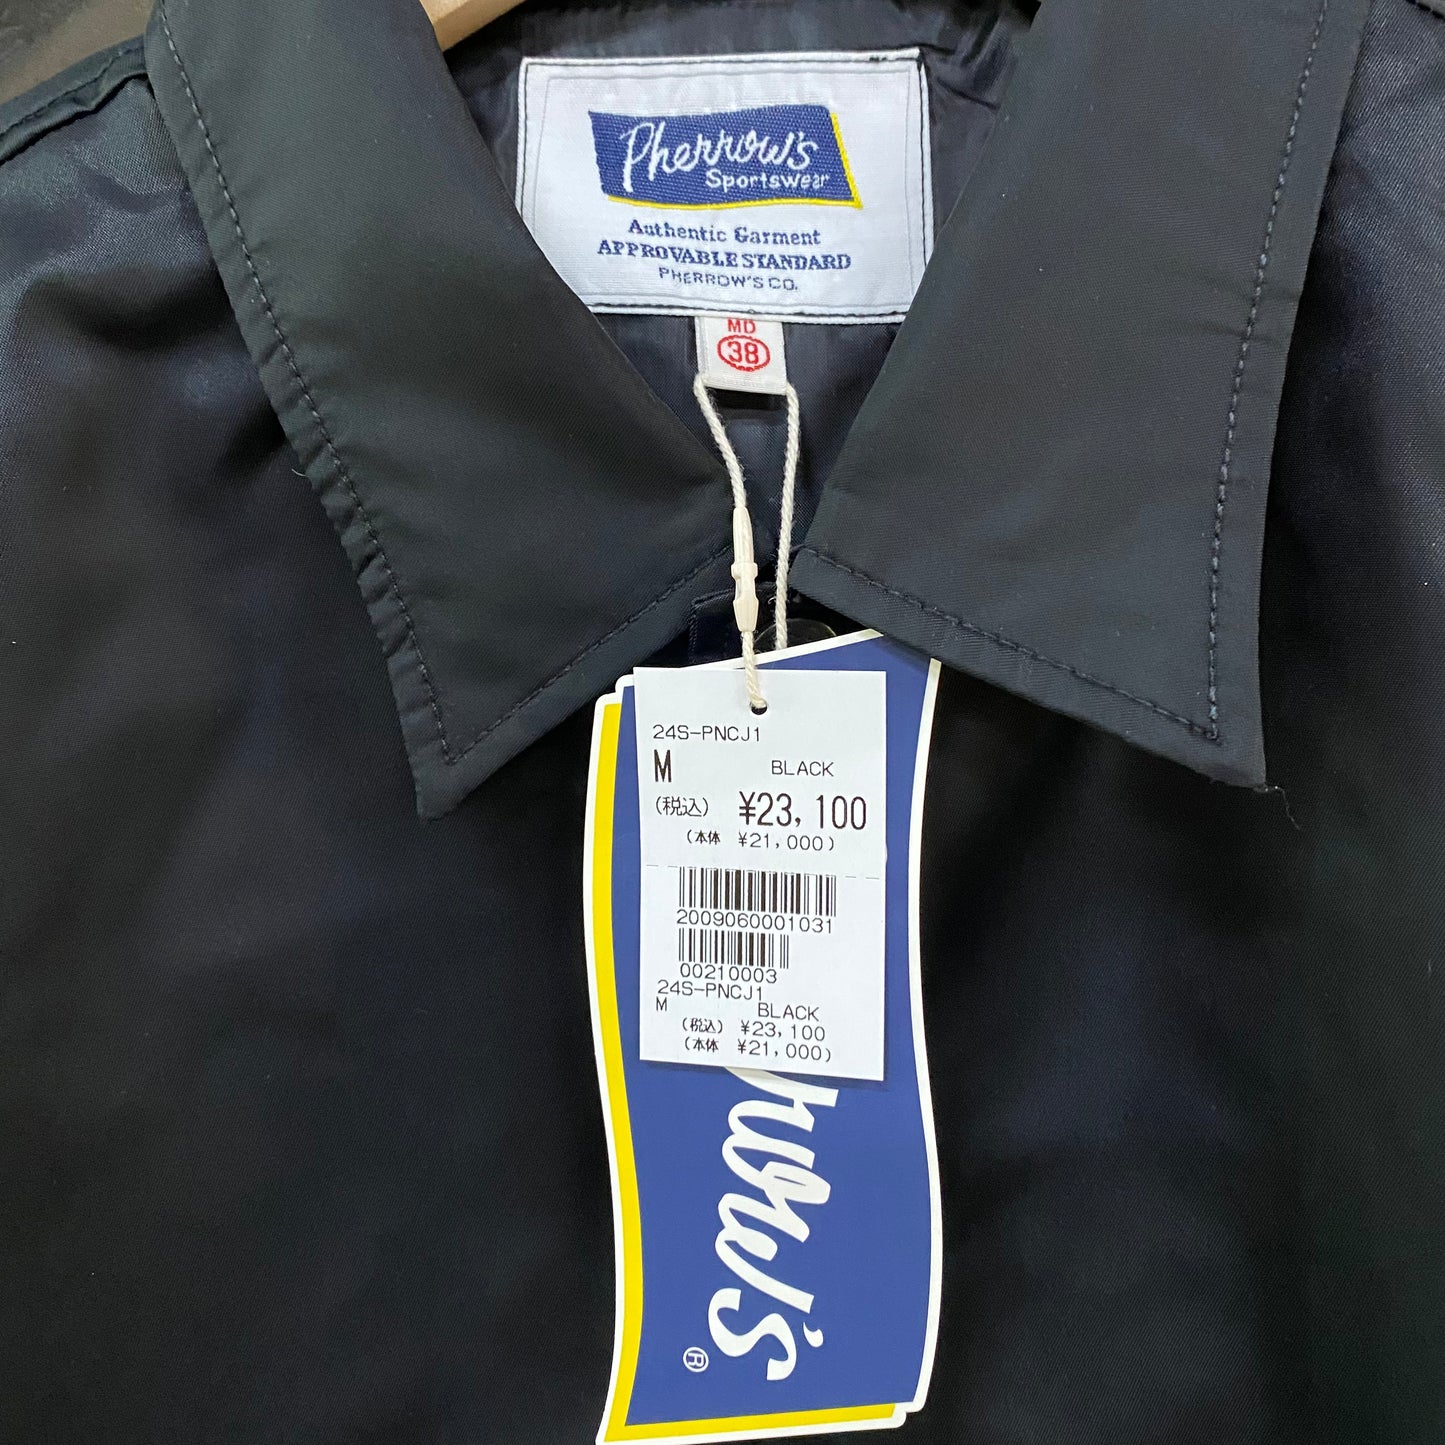 Pherrow's
Sportswear
Authentic Garment
APPROVABLE STANDARD
PHERROW'S CO.
MD
38
24S-PNCJ1
M BLACK
(税込) ¥23,100
(本体 ¥21,000)
2009060001031
00210003
24S-PNCJ1
M BLACK
(税込) ¥23,100
(本体 ¥21,000)
rrow's
®